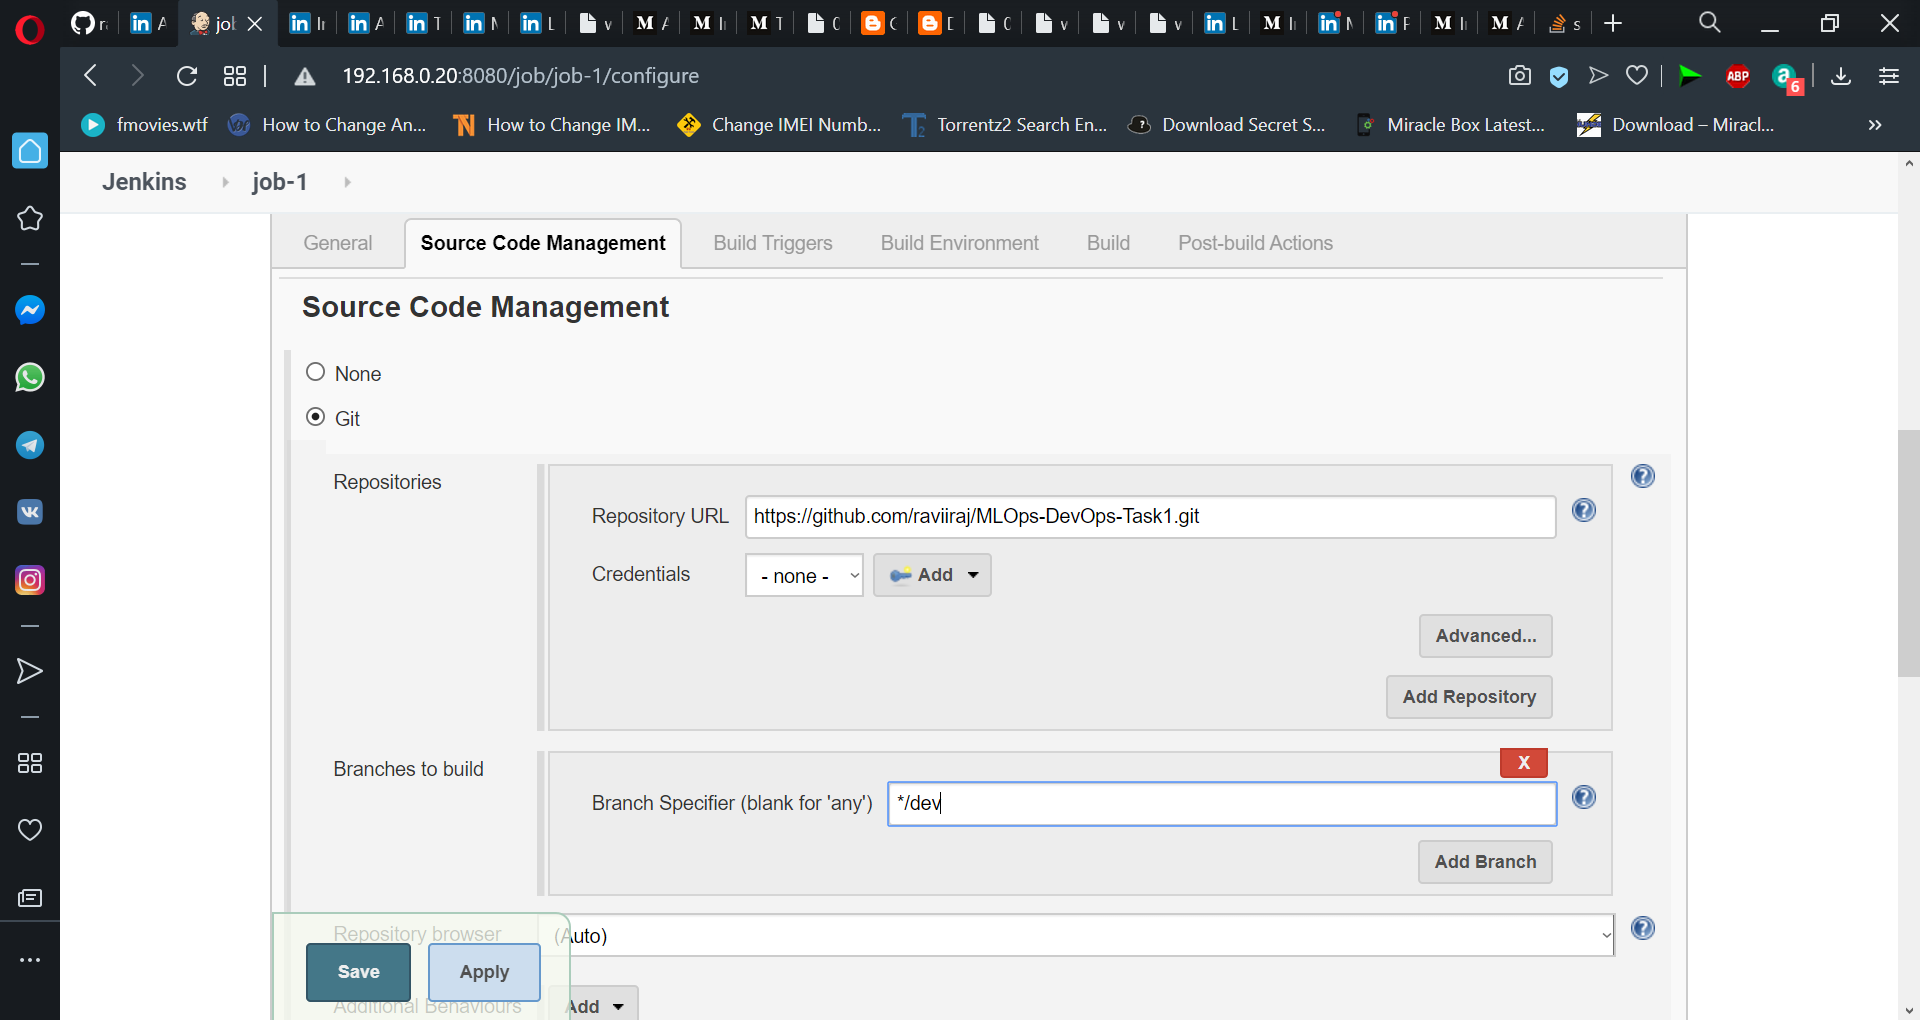 job
192.168.0.20:8080/job/job-1/configure
ABP
6
fmovies.wtf How to Change An... How to Change IM... Change IMEI Numb... Torrentz2 Search En... Download Secret S... Miracle Box Latest... Download – Miracl... »
Jenkins job-1
General Source Code Management Build Triggers Build Environment Build Post-build Actions
Source Code Management
None
Git
Repositories
Repository URL https://github.com/raviiraj/MLOps-DevOps-Task1.git
Credentials - none - Add
Advanced...
Add Repository
Branches to build
X
Branch Specifier (blank for 'any') */dev
Add Branch
Repository browser (Auto)
Save Apply
Additional Behaviours Add